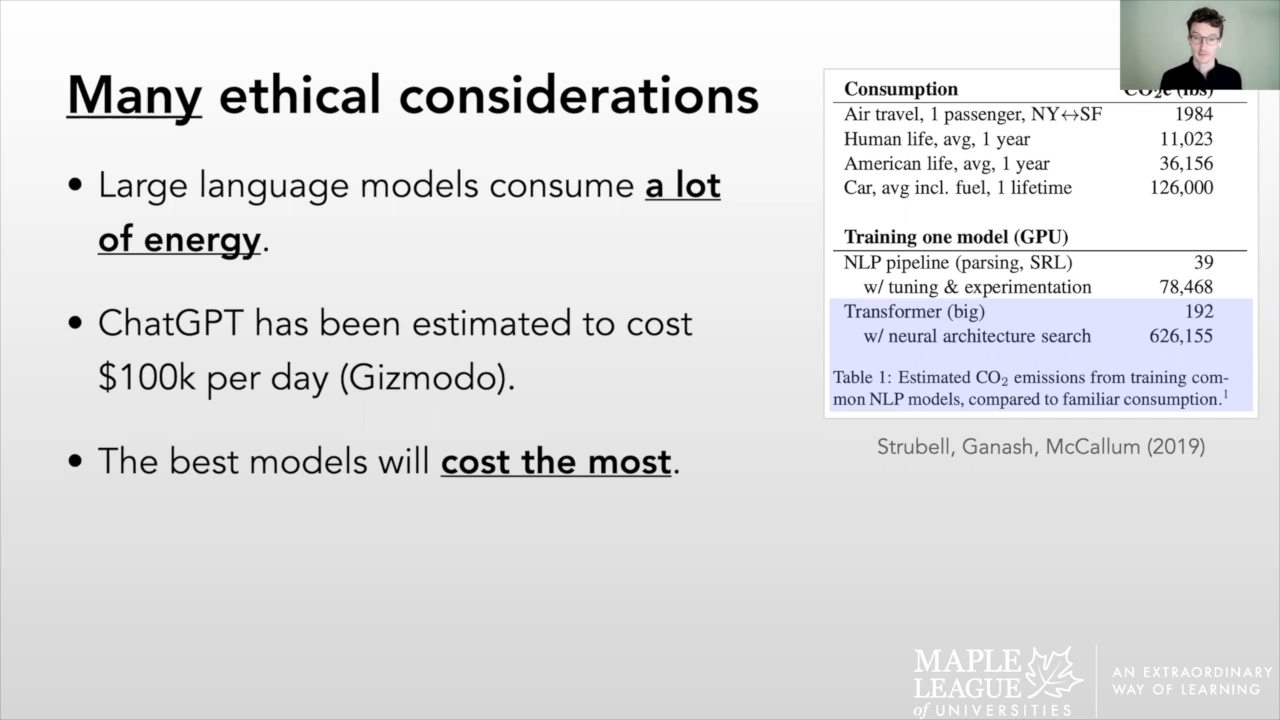 Many ethical considerations
• Large language models consume a lot
of energy.
• ChatGPT has been estimated to cost
$100k per day (Gizmodo).
• The best models will cost the most.
Consumption CO2e (lbs)
Air travel, 1 passenger, NY↔SF 1984
Human life, avg, 1 year 11,023
American life, avg, 1 year 36,156
Car, avg incl. fuel, 1 lifetime 126,000
Training one model (GPU)
NLP pipeline (parsing, SRL) 39
w/ tuning & experimentation 78,468
Transformer (big) 192
w/ neural architecture search 626,155
Table 1: Estimated CO2 emissions from training com-
mon NLP models, compared to familiar consumption.1
Strubell, Ganash, McCallum (2019)
MAPLE
LEAGUE
of UNIVERSITIES
AN EXTRAORDINARY
WAY OF LEARNING